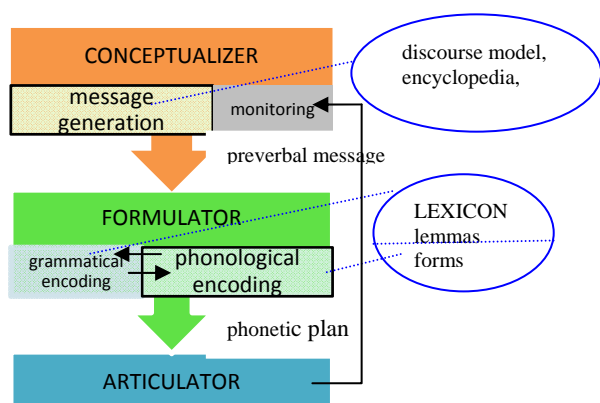 CONCEPTUALIZER
message
generation
monitoring
discourse model,
encyclopedia,
preverbal message
FORMULATOR
grammatical
encoding
phonological
encoding
LEXICON
lemmas
forms
phonetic plan
ARTICULATOR